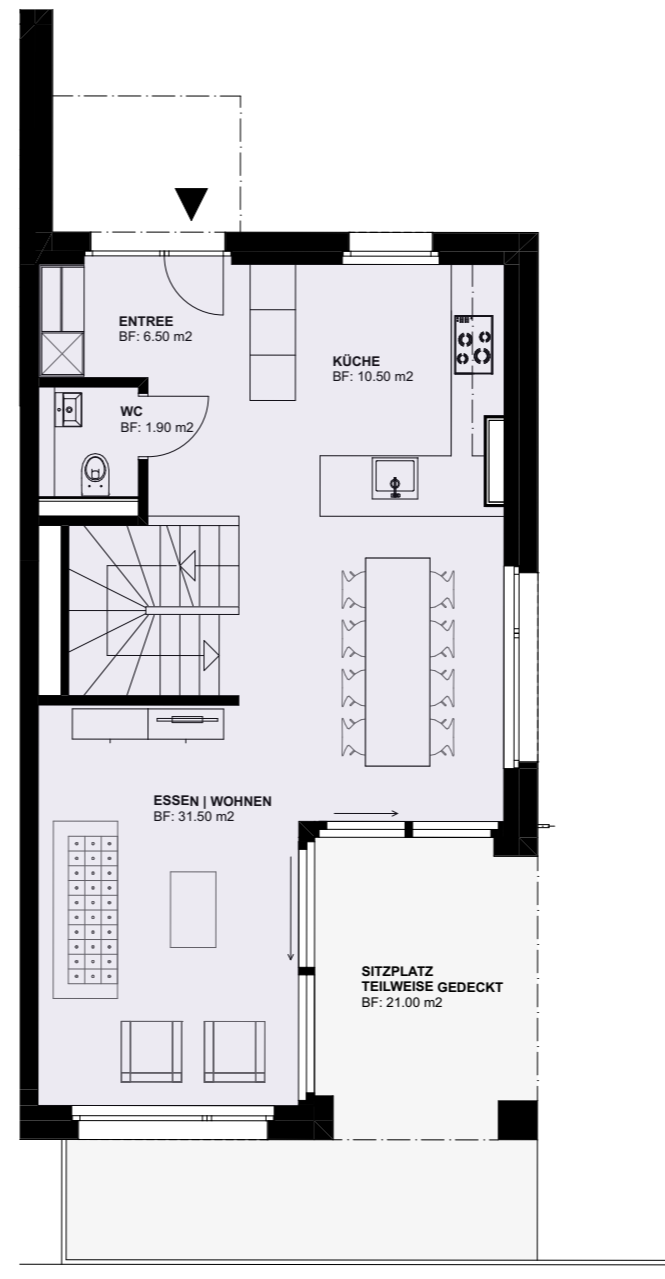 ENTREE
BF: 6.50 m2
KÜCHE
BF: 10.50 m2
WC
BF: 1.90 m2
ESSEN | WOHNEN
BF: 31.50 m2
SITZPLATZ
TEILWEISE GEDECKT
BF: 21.00 m2